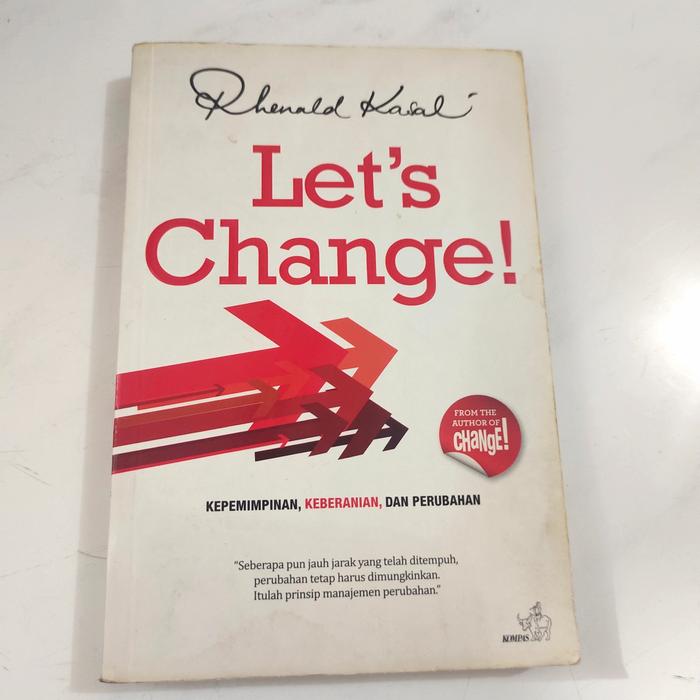 Rhenald Kasali
Let's
Change!
FROM THE
AUTHOR OF
CHANGE!
KEPEMIMPINAN, KEBERANIAN, DAN PERUBAHAN
"Seberapa pun jauh jarak yang telah ditempuh,
perubahan tetap harus dimungkinkan.
Itulah prinsip manajemen perubahan."
KOMPAS